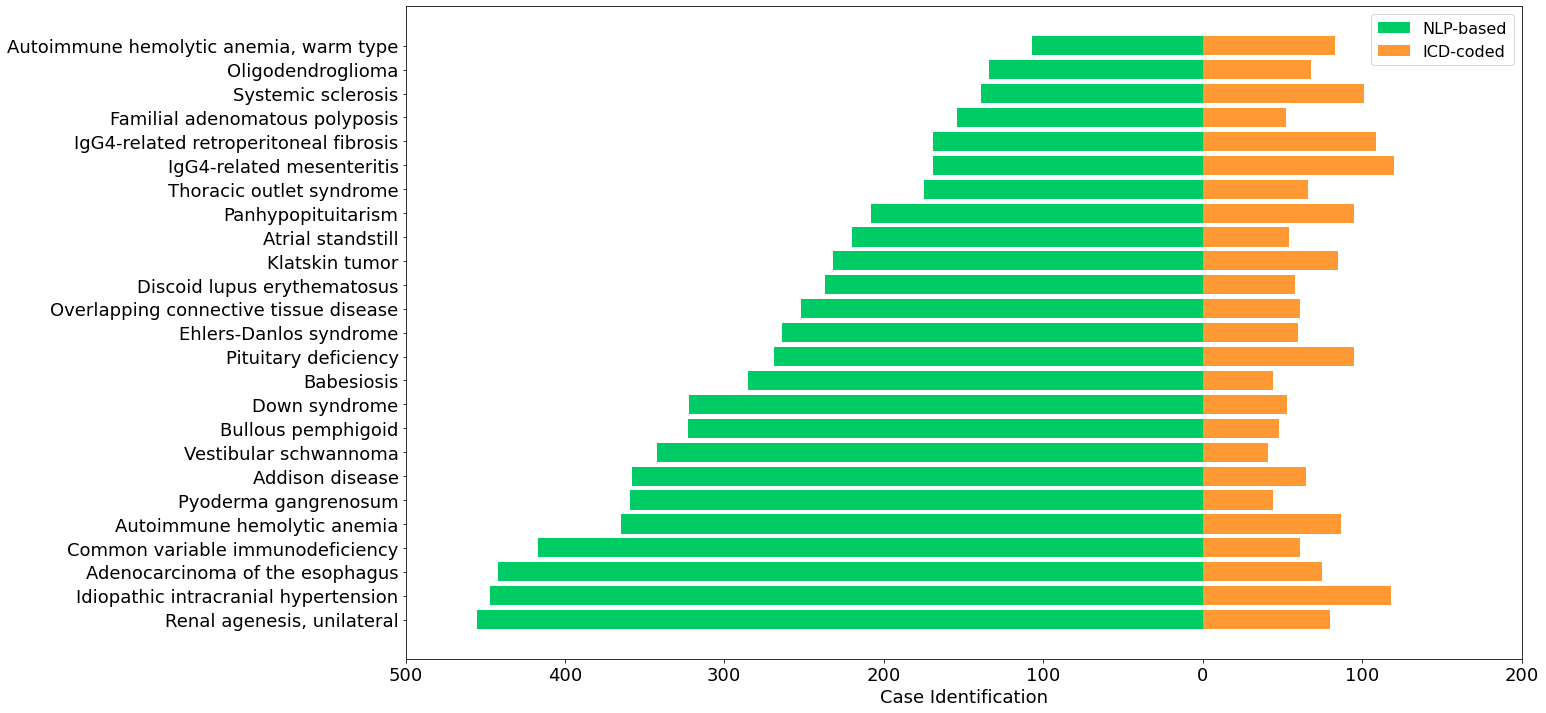 NLP-based
ICD-coded
Autoimmune hemolytic anemia, warm type
Oligodendroglioma
Systemic sclerosis
Familial adenomatous polyposis
IgG4-related retroperitoneal fibrosis
IgG4-related mesenteritis
Thoracic outlet syndrome
Panhypopituitarism
Atrial standstill
Klatskin tumor
Discoid lupus erythematosus
Overlapping connective tissue disease
Ehlers-Danlos syndrome
Pituitary deficiency
Babesiosis
Down syndrome
Bullous pemphigoid
Vestibular schwannoma
Addison disease
Pyoderma gangrenosum
Autoimmune hemolytic anemia
Common variable immunodeficiency
Adenocarcinoma of the esophagus
Idiopathic intracranial hypertension
Renal agenesis, unilateral
500 400 300 200 100 0 100 200
Case Identification